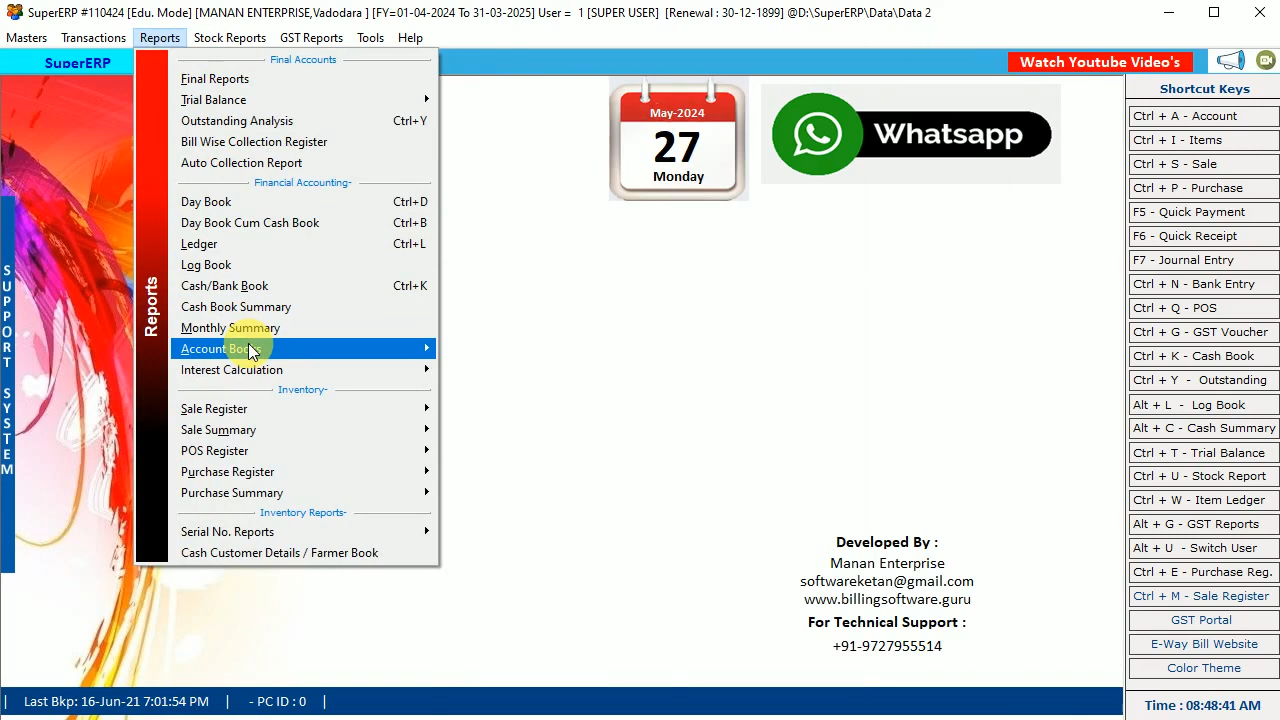 SuperERP #110424 [Edu. Mode] [MANAN ENTERPRISE,Vadodara ] [FY=01-04-2024 To 31-03-2025] User = 1 [SUPER USER] [Renewal : 30-12-1899] @D:\SuperERP\Data\Data 2
Masters Transactions Reports Stock Reports GST Reports Tools Help
SuperERP
Watch Youtube Video's
SUPPORT SYSTEM
Reports
Final Accounts
Final Reports
Trial Balance
Outstanding Analysis Ctrl+Y
Bill Wise Collection Register
Auto Collection Report
Financial Accounting-
Day Book Ctrl+D
Day Book Cum Cash Book Ctrl+B
Ledger Ctrl+L
Log Book
Cash/Bank Book Ctrl+K
Cash Book Summary
Monthly Summary
Account Books
Interest Calculation
Inventory-
Sale Register
Sale Summary
POS Register
Purchase Register
Purchase Summary
Inventory Reports-
Serial No. Reports
Cash Customer Details / Farmer Book
May-2024
27
Monday
Whatsapp
Developed By :
Manan Enterprise
softwareketan@gmail.com
www.billingsoftware.guru
For Technical Support :
+91-9727955514
Shortcut Keys
Ctrl + A - Account
Ctrl + I - Items
Ctrl + S - Sale
Ctrl + P - Purchase
F5 - Quick Payment
F6 - Quick Receipt
F7 - Journal Entry
Ctrl + N - Bank Entry
Ctrl + Q - POS
Ctrl + G - GST Voucher
Ctrl + K - Cash Book
Ctrl + Y - Outstanding
Alt + L - Log Book
Alt + C - Cash Summary
Ctrl + T - Trial Balance
Ctrl + U - Stock Report
Ctrl + W - Item Ledger
Alt + G - GST Reports
Alt + U - Switch User
Ctrl + E - Purchase Reg.
Ctrl + M - Sale Register
GST Portal
E-Way Bill Website
Color Theme
| Last Bkp: 16-Jun-21 7:01:54 PM | - PC ID : 0 |
Time : 08:48:41 AM